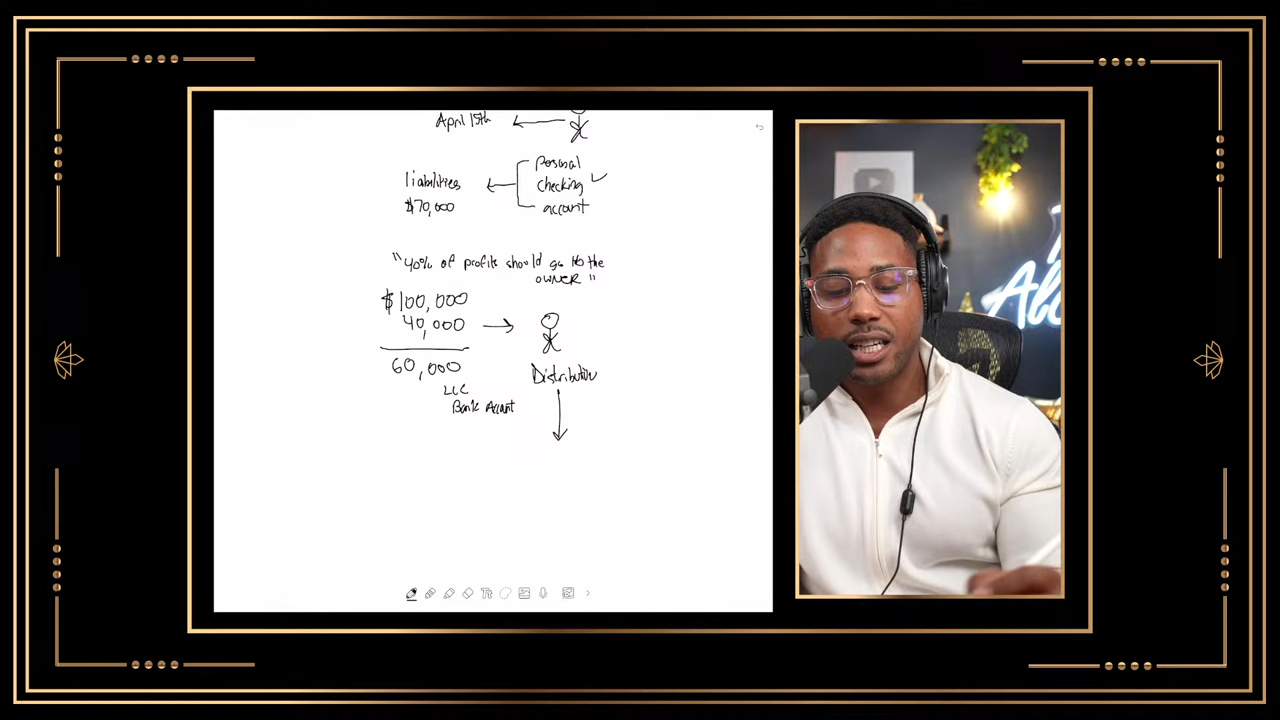 April 15th
personal
liabilities checking
$70,000 account
"40% of profits should go to the
owner"
$100,000
40,000
60,000
Distribution
LLC
Bank Account